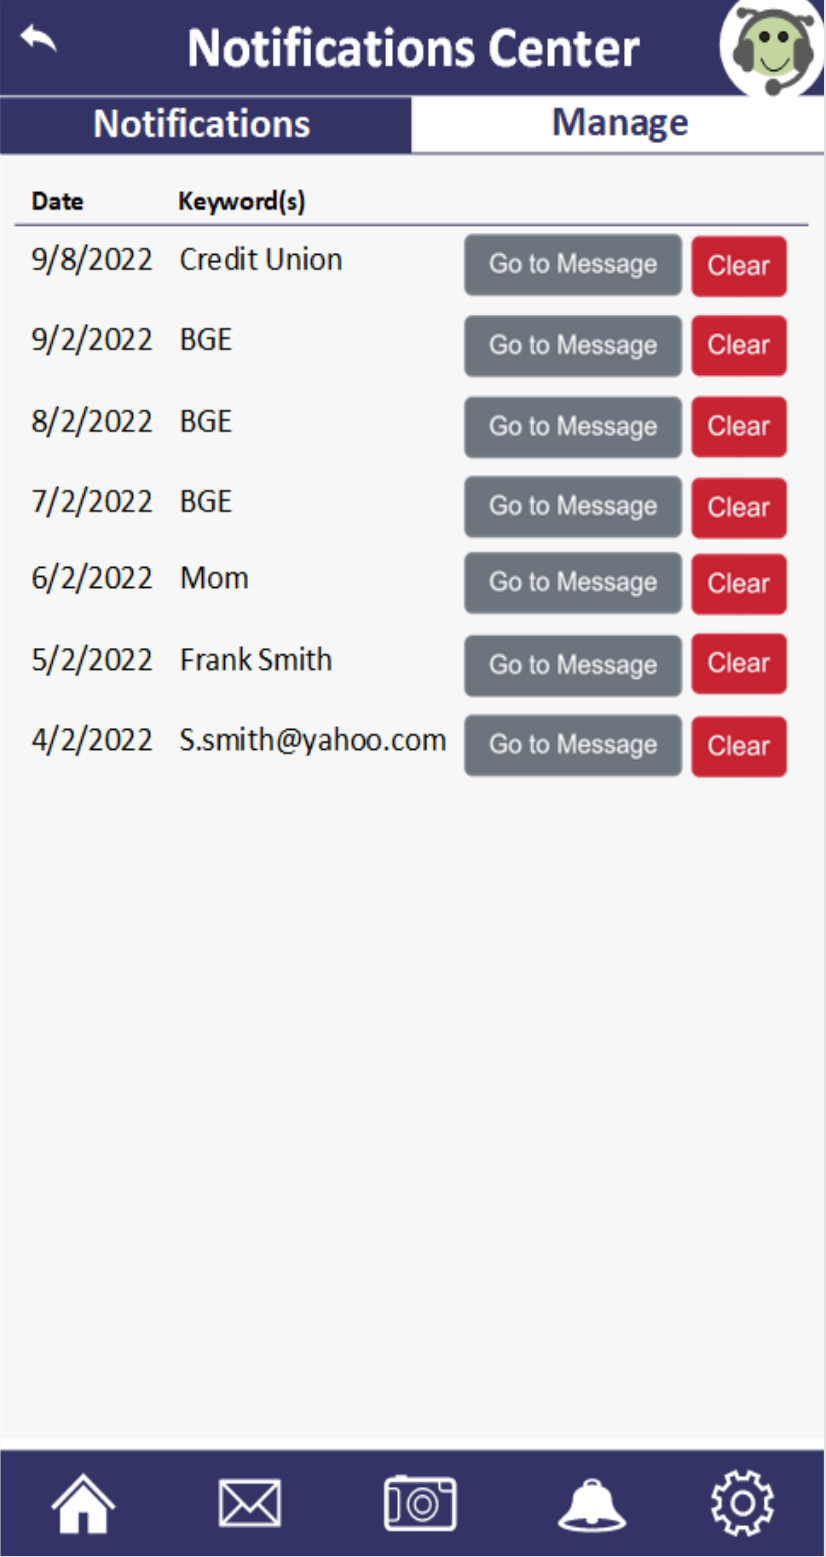 Notifications Center
Notifications Manage
Date Keyword(s)
9/8/2022 Credit Union Go to Message Clear
9/2/2022 BGE Go to Message Clear
8/2/2022 BGE Go to Message Clear
7/2/2022 BGE Go to Message Clear
6/2/2022 Mom Go to Message Clear
5/2/2022 Frank Smith Go to Message Clear
4/2/2022 S.smith@yahoo.com Go to Message Clear